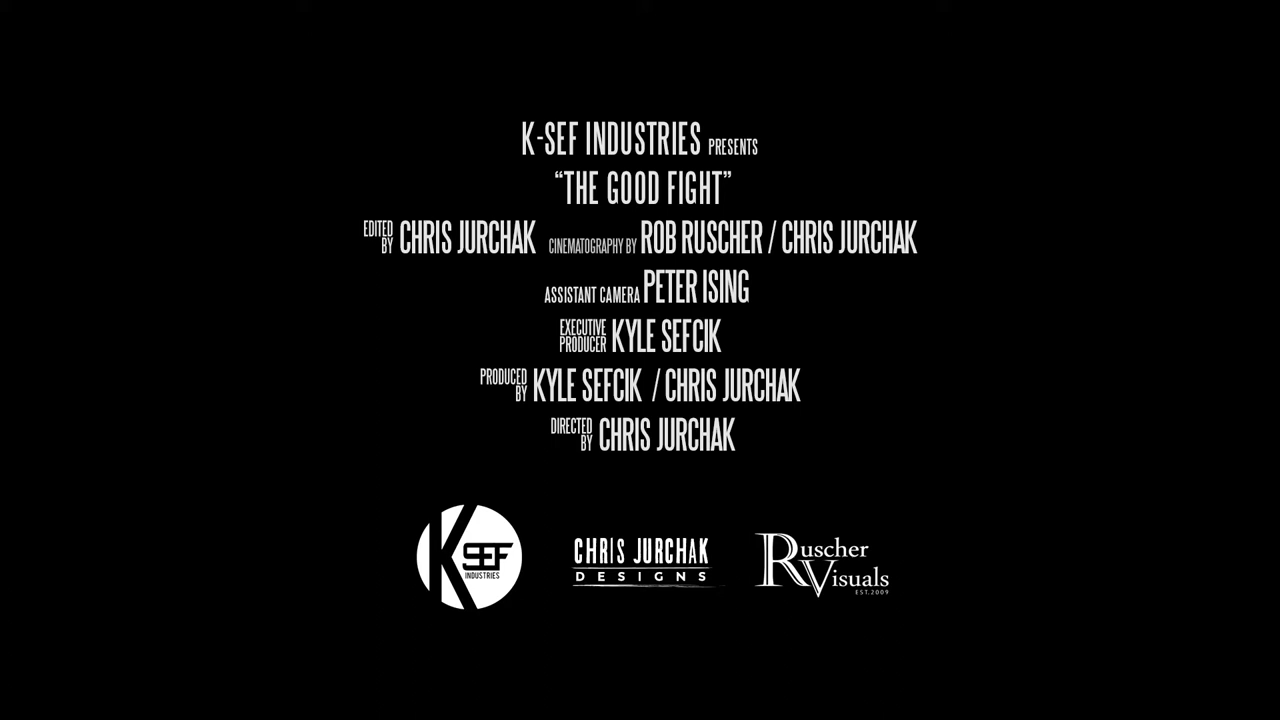 K-SEF INDUSTRIES PRESENTS
“THE GOOD FIGHT”
EDITED BY CHRIS JURCHAK CINEMATOGRAPHY BY ROB RUSCHER / CHRIS JURCHAK
ASSISTANT CAMERA PETER ISING
EXECUTIVE PRODUCER KYLE SEFCIK
PRODUCED BY KYLE SEFCIK / CHRIS JURCHAK
DIRECTED BY CHRIS JURCHAK
K SEF
INDUSTRIES
CHRIS JURCHAK
DESIGNS
Ruscher
Visuals
EST.2009